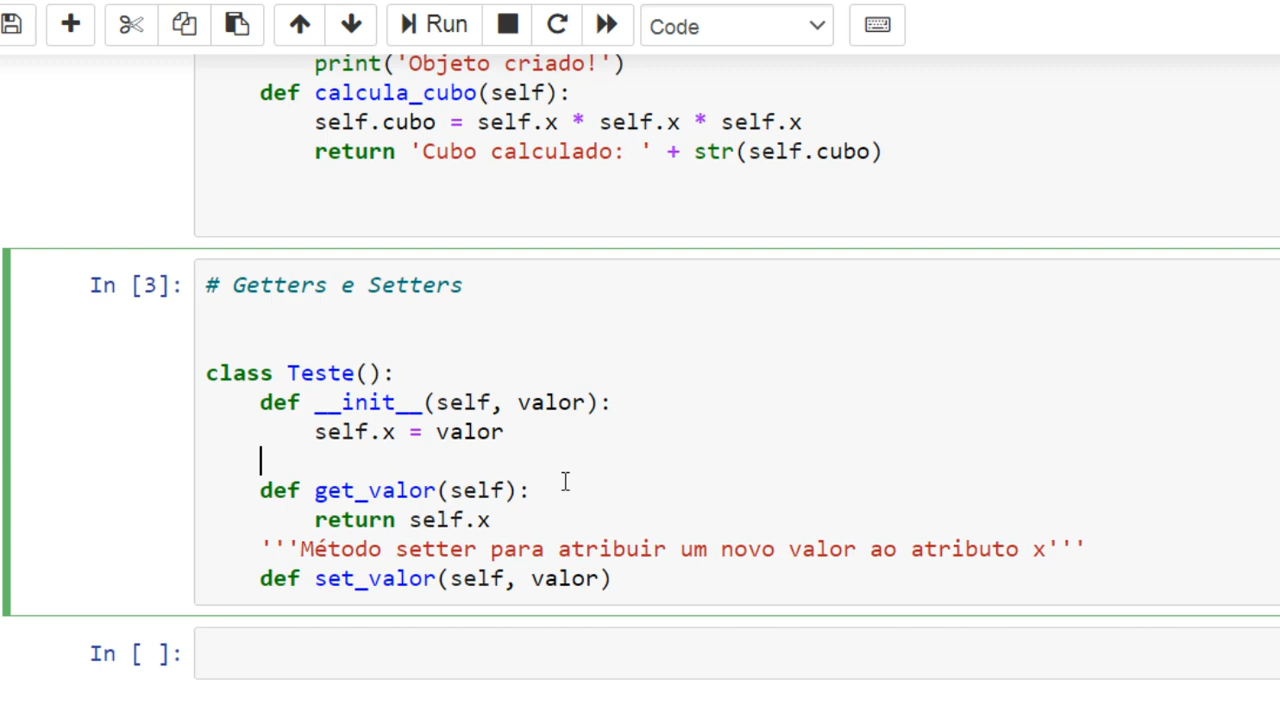 Run
Code
print('Objeto criado!')
def calcula_cubo(self):
self.cubo = self.x * self.x * self.x
return 'Cubo calculado: ' + str(self.cubo)
In [3]:
# Getters e Setters
class Teste():
def __init__(self, valor):
self.x = valor
def get_valor(self):
return self.x
'''Método setter para atribuir um novo valor ao atributo x'''
def set_valor(self, valor)
In [ ]: